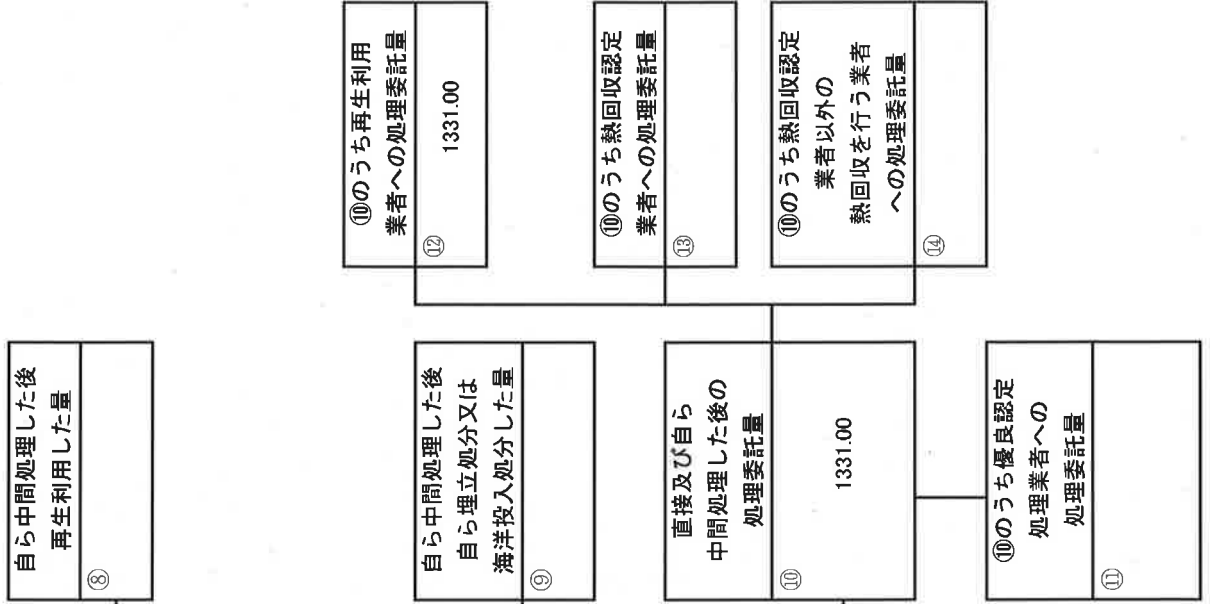 自ら中間処理した後
再生利用した量
⑧
自ら中間処理した後
自ら埋立処分又は
海洋投入処分した量
⑨
直接及び自ら
中間処理した後の
処理委託量
⑩
1331.00
⑩のうち優良認定
処理業者への
処理委託量
⑪
⑩のうち再生利用
業者への処理委託量
⑫
1331.00
⑩のうち熱回収認定
業者への処理委託量
⑬
⑩のうち熱回収認定
業者以外の
熱回収を行う業者
への処理委託量
⑭